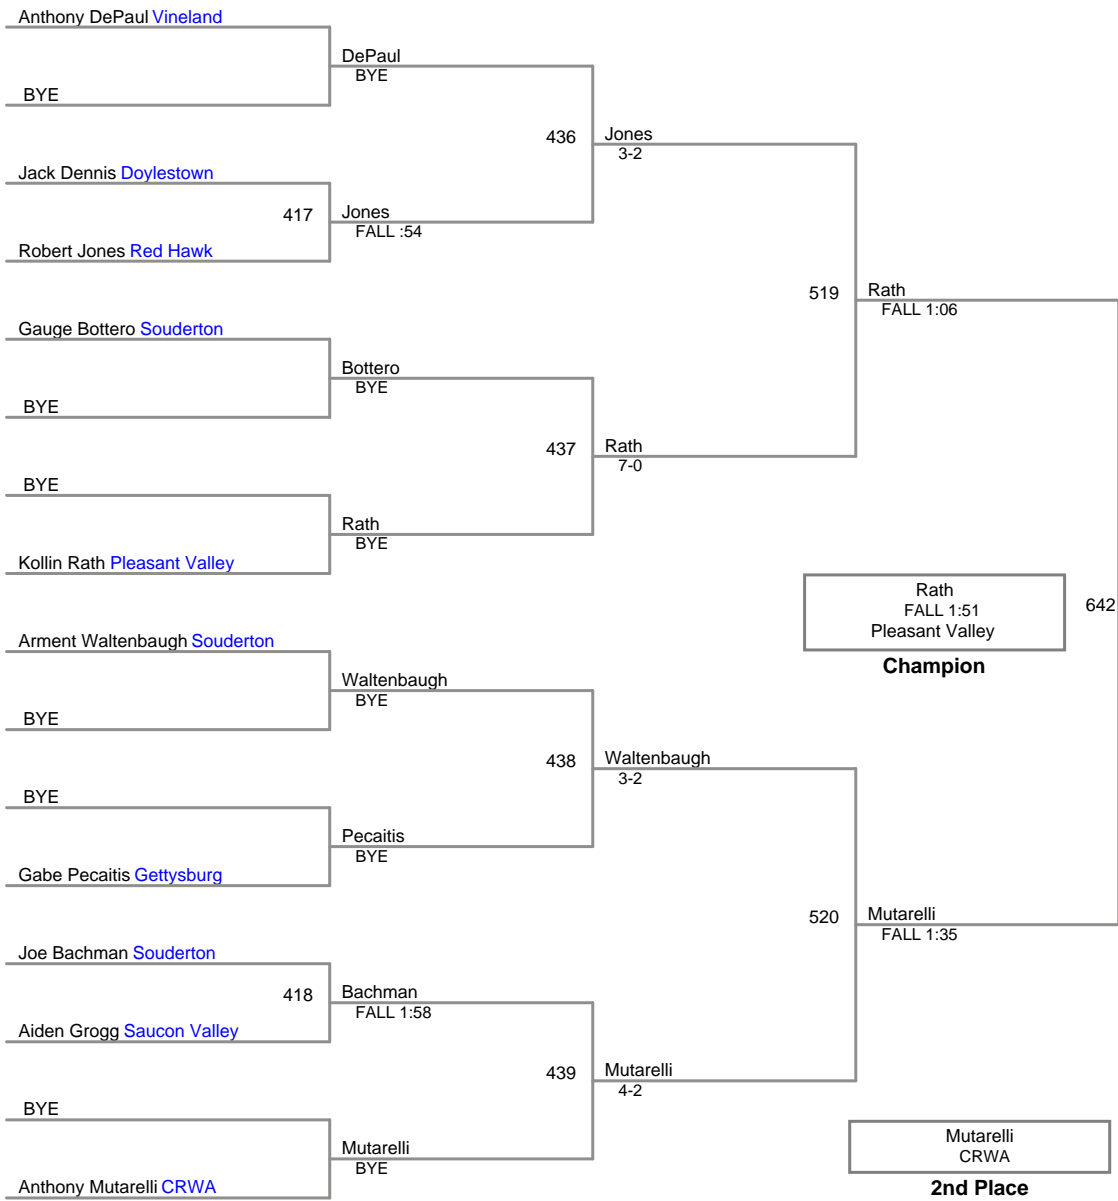 Anthony DePaul Vineland
DePaul
BYE
BYE
436
Jones
3-2
Jack Dennis Doylestown
417
Jones
FALL :54
Robert Jones Red Hawk
519
Rath
FALL 1:06
Gauge Bottero Souderton
Bottero
BYE
BYE
437
Rath
7-0
BYE
Rath
BYE
Kollin Rath Pleasant Valley
Rath
FALL 1:51
Pleasant Valley
Champion
642
Arment Waltenbaugh Souderton
Waltenbaugh
BYE
BYE
438
Waltenbaugh
3-2
BYE
Pecaitis
BYE
Gabe Pecaitis Gettysburg
520
Mutarelli
FALL 1:35
Joe Bachman Souderton
418
Bachman
FALL 1:58
Aiden Grogg Saucon Valley
439
Mutarelli
4-2
BYE
Mutarelli
BYE
Anthony Mutarelli CRWA
Mutarelli
CRWA
2nd Place